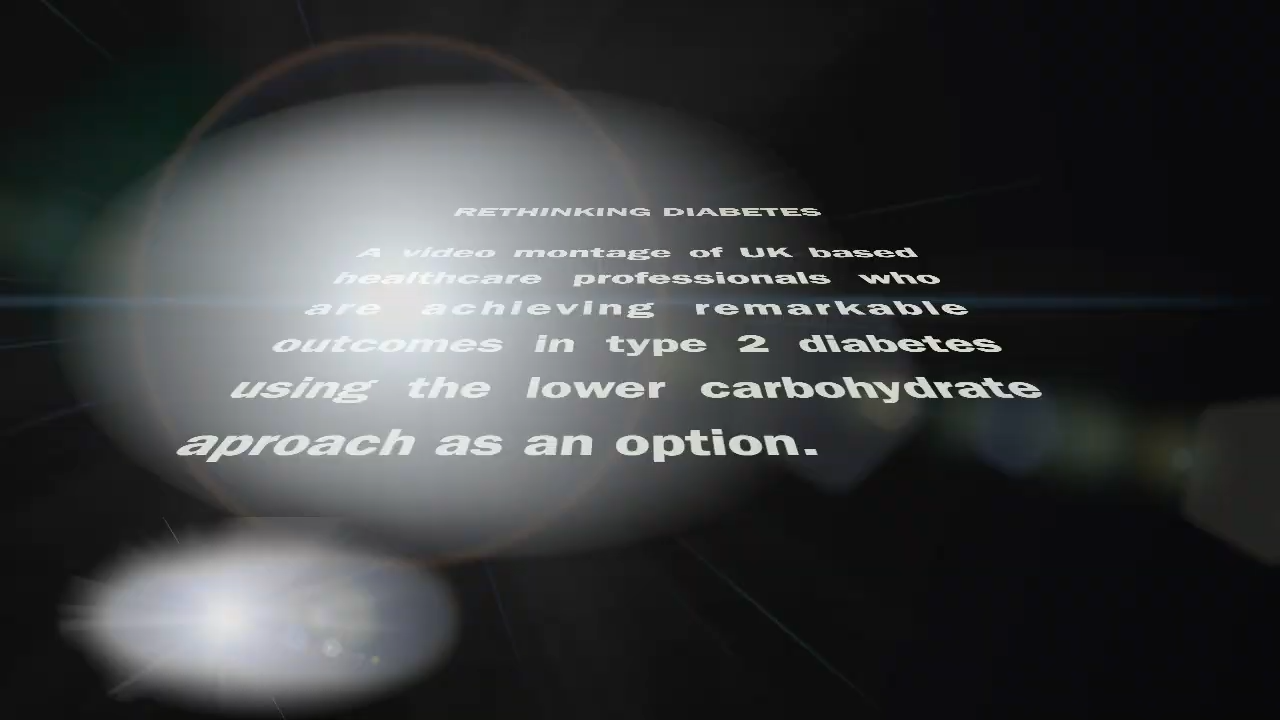 RETHINKING DIABETES
A video montage of UK based
healthcare professionals who
are achieving remarkable
outcomes in type 2 diabetes
using the lower carbohydrate
aproach as an option.